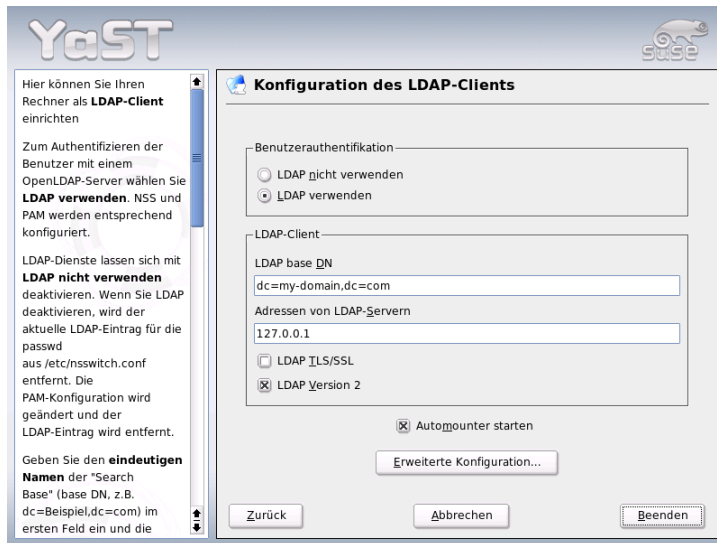 YaST
SUSE
Hier können Sie Ihren
Rechner als LDAP-Client
einrichten
Zum Authentifizieren der
Benutzer mit einem
OpenLDAP-Server wählen Sie
LDAP verwenden. NSS und
PAM werden entsprechend
konfiguriert.
LDAP-Dienste lassen sich mit
LDAP nicht verwenden
deaktivieren. Wenn Sie LDAP
deaktivieren, wird der
aktuelle LDAP-Eintrag für die
passwd
aus /etc/nsswitch.conf
entfernt. Die
PAM-Konfiguration wird
geändert und der
LDAP-Eintrag wird entfernt.
Geben Sie den eindeutigen
Namen der "Search
Base" (base DN, z.B.
dc=Beispiel,dc=com) im
ersten Feld ein und die
Konfiguration des LDAP-Clients
Benutzerauthentifikation
LDAP nicht verwenden
LDAP verwenden
LDAP-Client
LDAP base DN
dc=my-domain,dc=com
Adressen von LDAP-Servern
127.0.0.1
LDAP TLS/SSL
LDAP Version 2
Automounter starten
Erweiterte Konfiguration...
Zurück
Abbrechen
Beenden